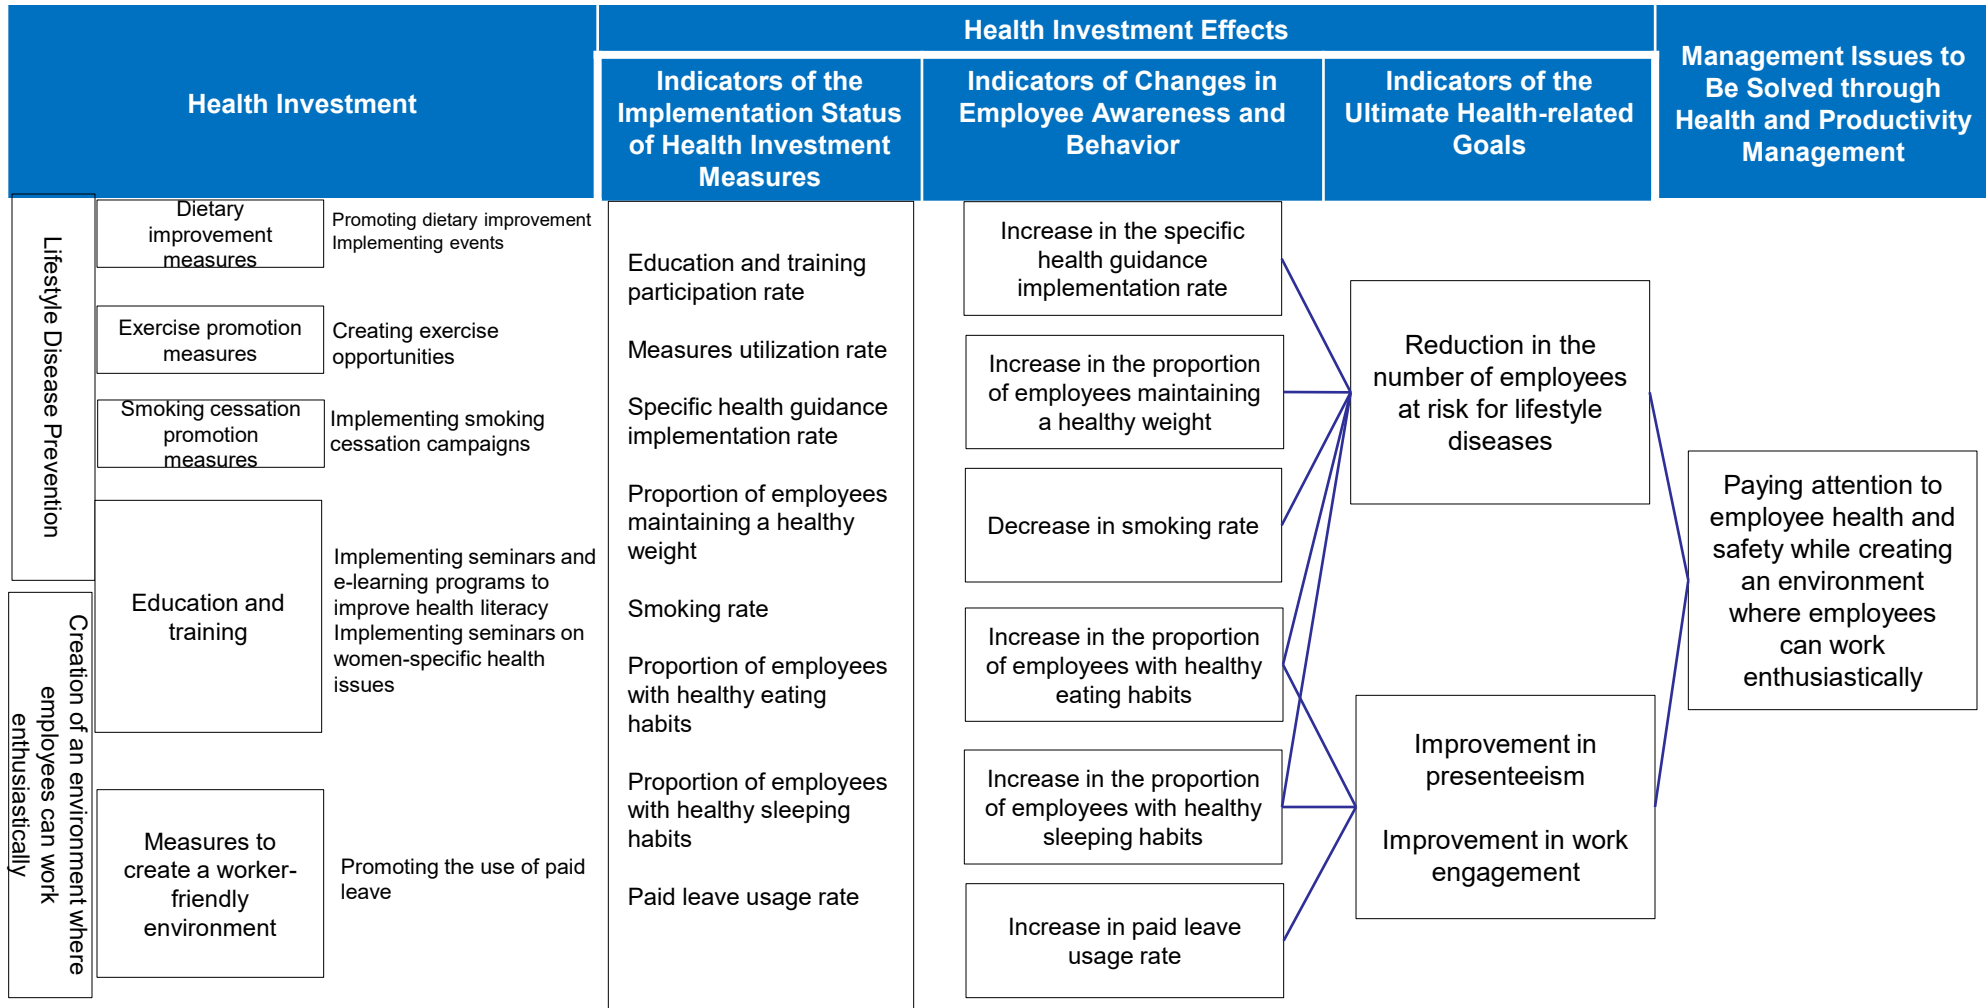 Health Investment
Health Investment Effects
Indicators of the
Implementation Status
of Health Investment
Measures
Indicators of Changes in
Employee Awareness and
Behavior
Indicators of the
Ultimate Health-related
Goals
Management Issues to
Be Solved through
Health and Productivity
Management
Lifestyle Disease Prevention
Dietary
improvement
measures
Promoting dietary improvement
Implementing events
Exercise promotion
measures
Creating exercise
opportunities
Smoking cessation
promotion
measures
Implementing smoking
cessation campaigns
Education and
training
Implementing seminars and
e-learning programs to
improve health literacy
Implementing seminars on
women-specific health
issues
Creation of an environment where
employees can work
enthusiastically
Measures to
create a worker-
friendly
environment
Promoting the use of paid
leave
Education and training
participation rate
Measures utilization rate
Specific health guidance
implementation rate
Proportion of employees
maintaining a healthy
weight
Smoking rate
Proportion of employees
with healthy eating
habits
Proportion of employees
with healthy sleeping
habits
Paid leave usage rate
Increase in the specific
health guidance
implementation rate
Increase in the proportion
of employees maintaining
a healthy weight
Decrease in smoking rate
Increase in the proportion
of employees with healthy
eating habits
Increase in the proportion
of employees with healthy
sleeping habits
Increase in paid leave
usage rate
Reduction in the
number of employees
at risk for lifestyle
diseases
Improvement in
presenteeism
Improvement in work
engagement
Paying attention to
employee health and
safety while creating
an environment
where employees
can work
enthusiastically